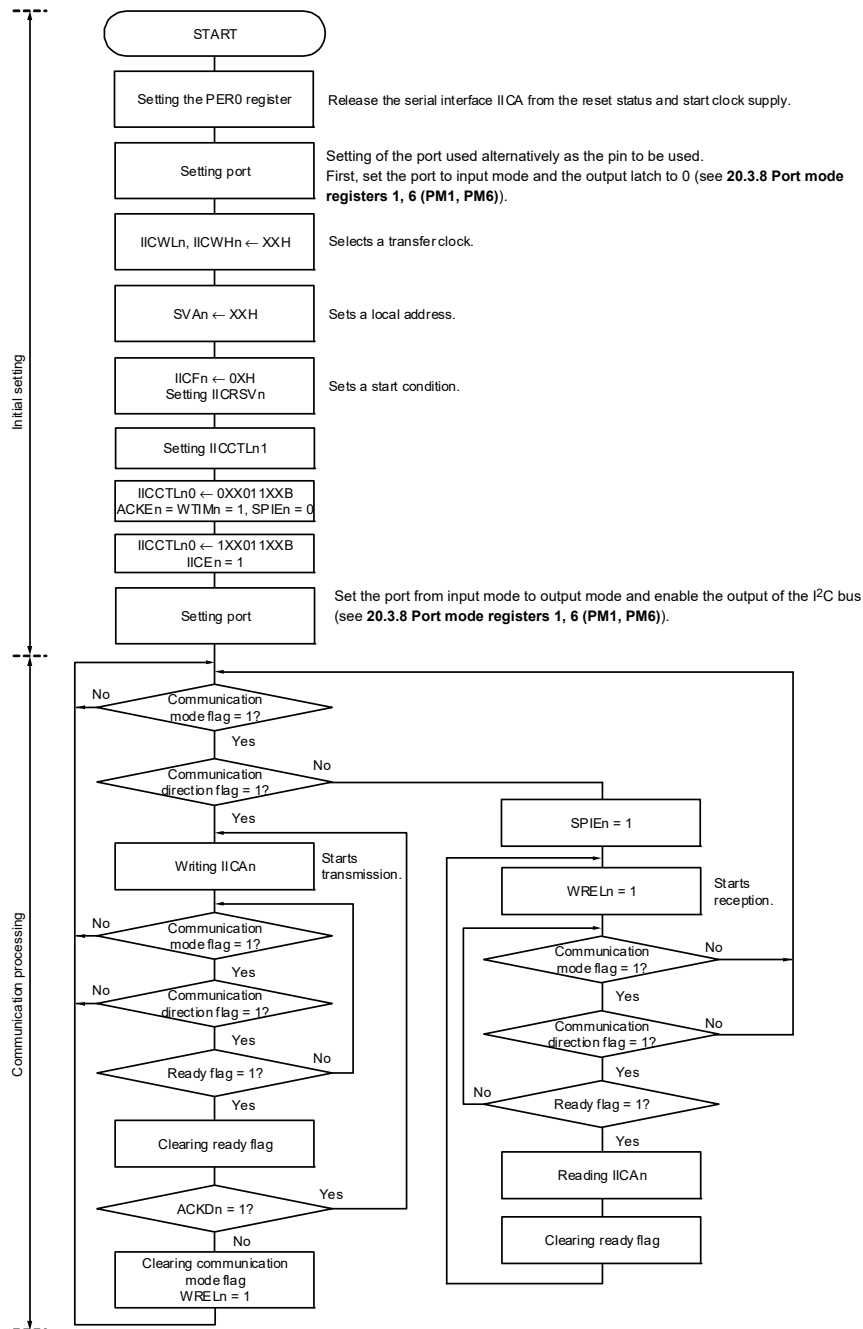 START
Setting the PER0 register
Release the serial interface IICA from the reset status and start clock supply.
Setting port
Setting of the port used alternatively as the pin to be used.
First, set the port to input mode and the output latch to 0 (see 20.3.8 Port mode
registers 1, 6 (PM1, PM6)).
IICWLn, IICWHn ← XXH
Selects a transfer clock.
SVAn ← XXH
Sets a local address.
IICFn ← 0XH
Setting IICRSVn
Sets a start condition.
Setting IICCTLn1
IICCTLn0 ← 0XX011XXB
ACKEn = WTIMn = 1, SPIEn = 0
IICCTLn0 ← 1XX011XXB
IICEn = 1
Setting port
Set the port from input mode to output mode and enable the output of the I2C bus
(see 20.3.8 Port mode registers 1, 6 (PM1, PM6)).
Initial setting
Communication processing
No
Communication
mode flag = 1?
Yes
Communication
direction flag = 1?
No
Yes
Writing IICAn
Starts
transmission.
No
Communication
mode flag = 1?
Yes
No
Communication
direction flag = 1?
Yes
Ready flag = 1?
No
Yes
Clearing ready flag
ACKDn = 1?
Yes
No
Clearing communication
mode flag
WRELn = 1
SPIEn = 1
WRELn = 1
Starts
reception.
Communication
mode flag = 1?
No
Yes
Communication
direction flag = 1?
No
Yes
No
Ready flag = 1?
Yes
Reading IICAn
Clearing ready flag